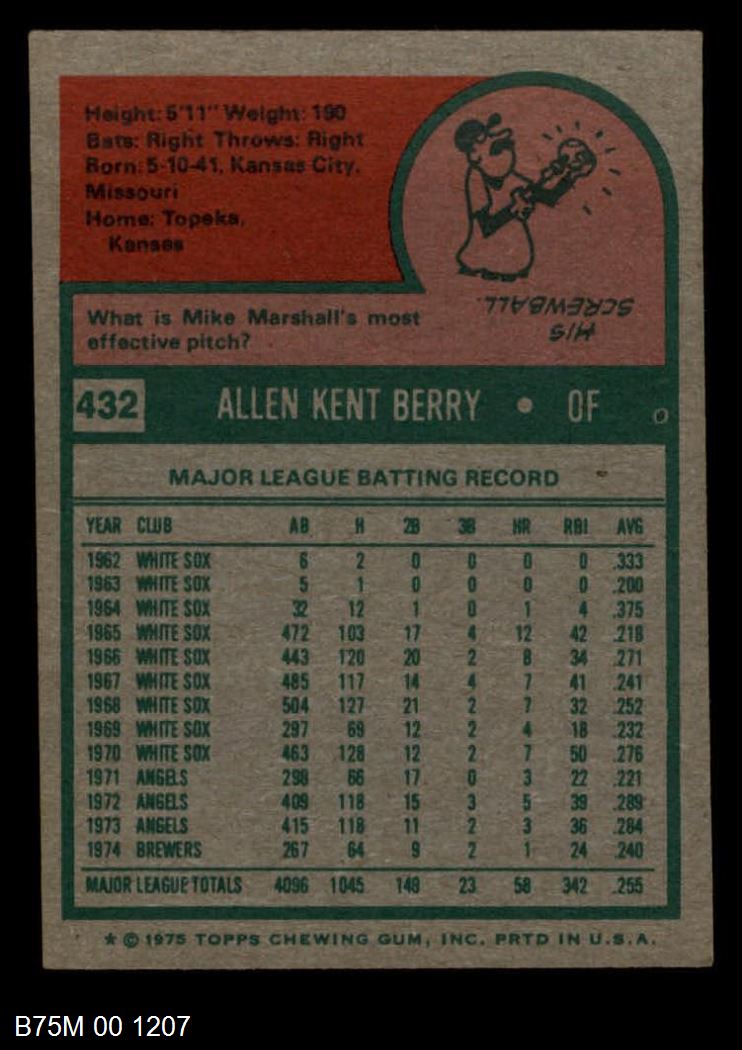 Height: 5'11" Weight: 190
Bats: Right Throws: Right
Born: 5-10-41, Kansas City,
Missouri
Home: Topeka,
Kansas
What is Mike Marshall's most
effective pitch?
HIS
SCREWBALL.
432 ALLEN KENT BERRY • OF
MAJOR LEAGUE BATTING RECORD
YEAR CLUB AB H 2B 3B HR RBI AVG
1962 WHITE SOX 6 2 0 0 0 0 .333
1963 WHITE SOX 5 1 0 0 0 0 .200
1964 WHITE SOX 32 12 1 0 1 4 .375
1965 WHITE SOX 472 103 17 4 12 42 .218
1966 WHITE SOX 443 120 20 2 8 34 .271
1967 WHITE SOX 485 117 14 4 7 41 .241
1968 WHITE SOX 504 127 21 2 7 32 .252
1969 WHITE SOX 297 69 12 2 4 18 .232
1970 WHITE SOX 463 128 12 2 7 50 .276
1971 ANGELS 298 66 17 0 3 22 .221
1972 ANGELS 409 118 15 3 5 39 .289
1973 ANGELS 415 118 11 2 3 36 .284
1974 BREWERS 267 64 9 2 1 24 .240
MAJOR LEAGUE TOTALS 4096 1045 149 23 58 342 .255
* © 1975 TOPPS CHEWING GUM, INC. PRTD IN U.S.A.
B75M 00 1207